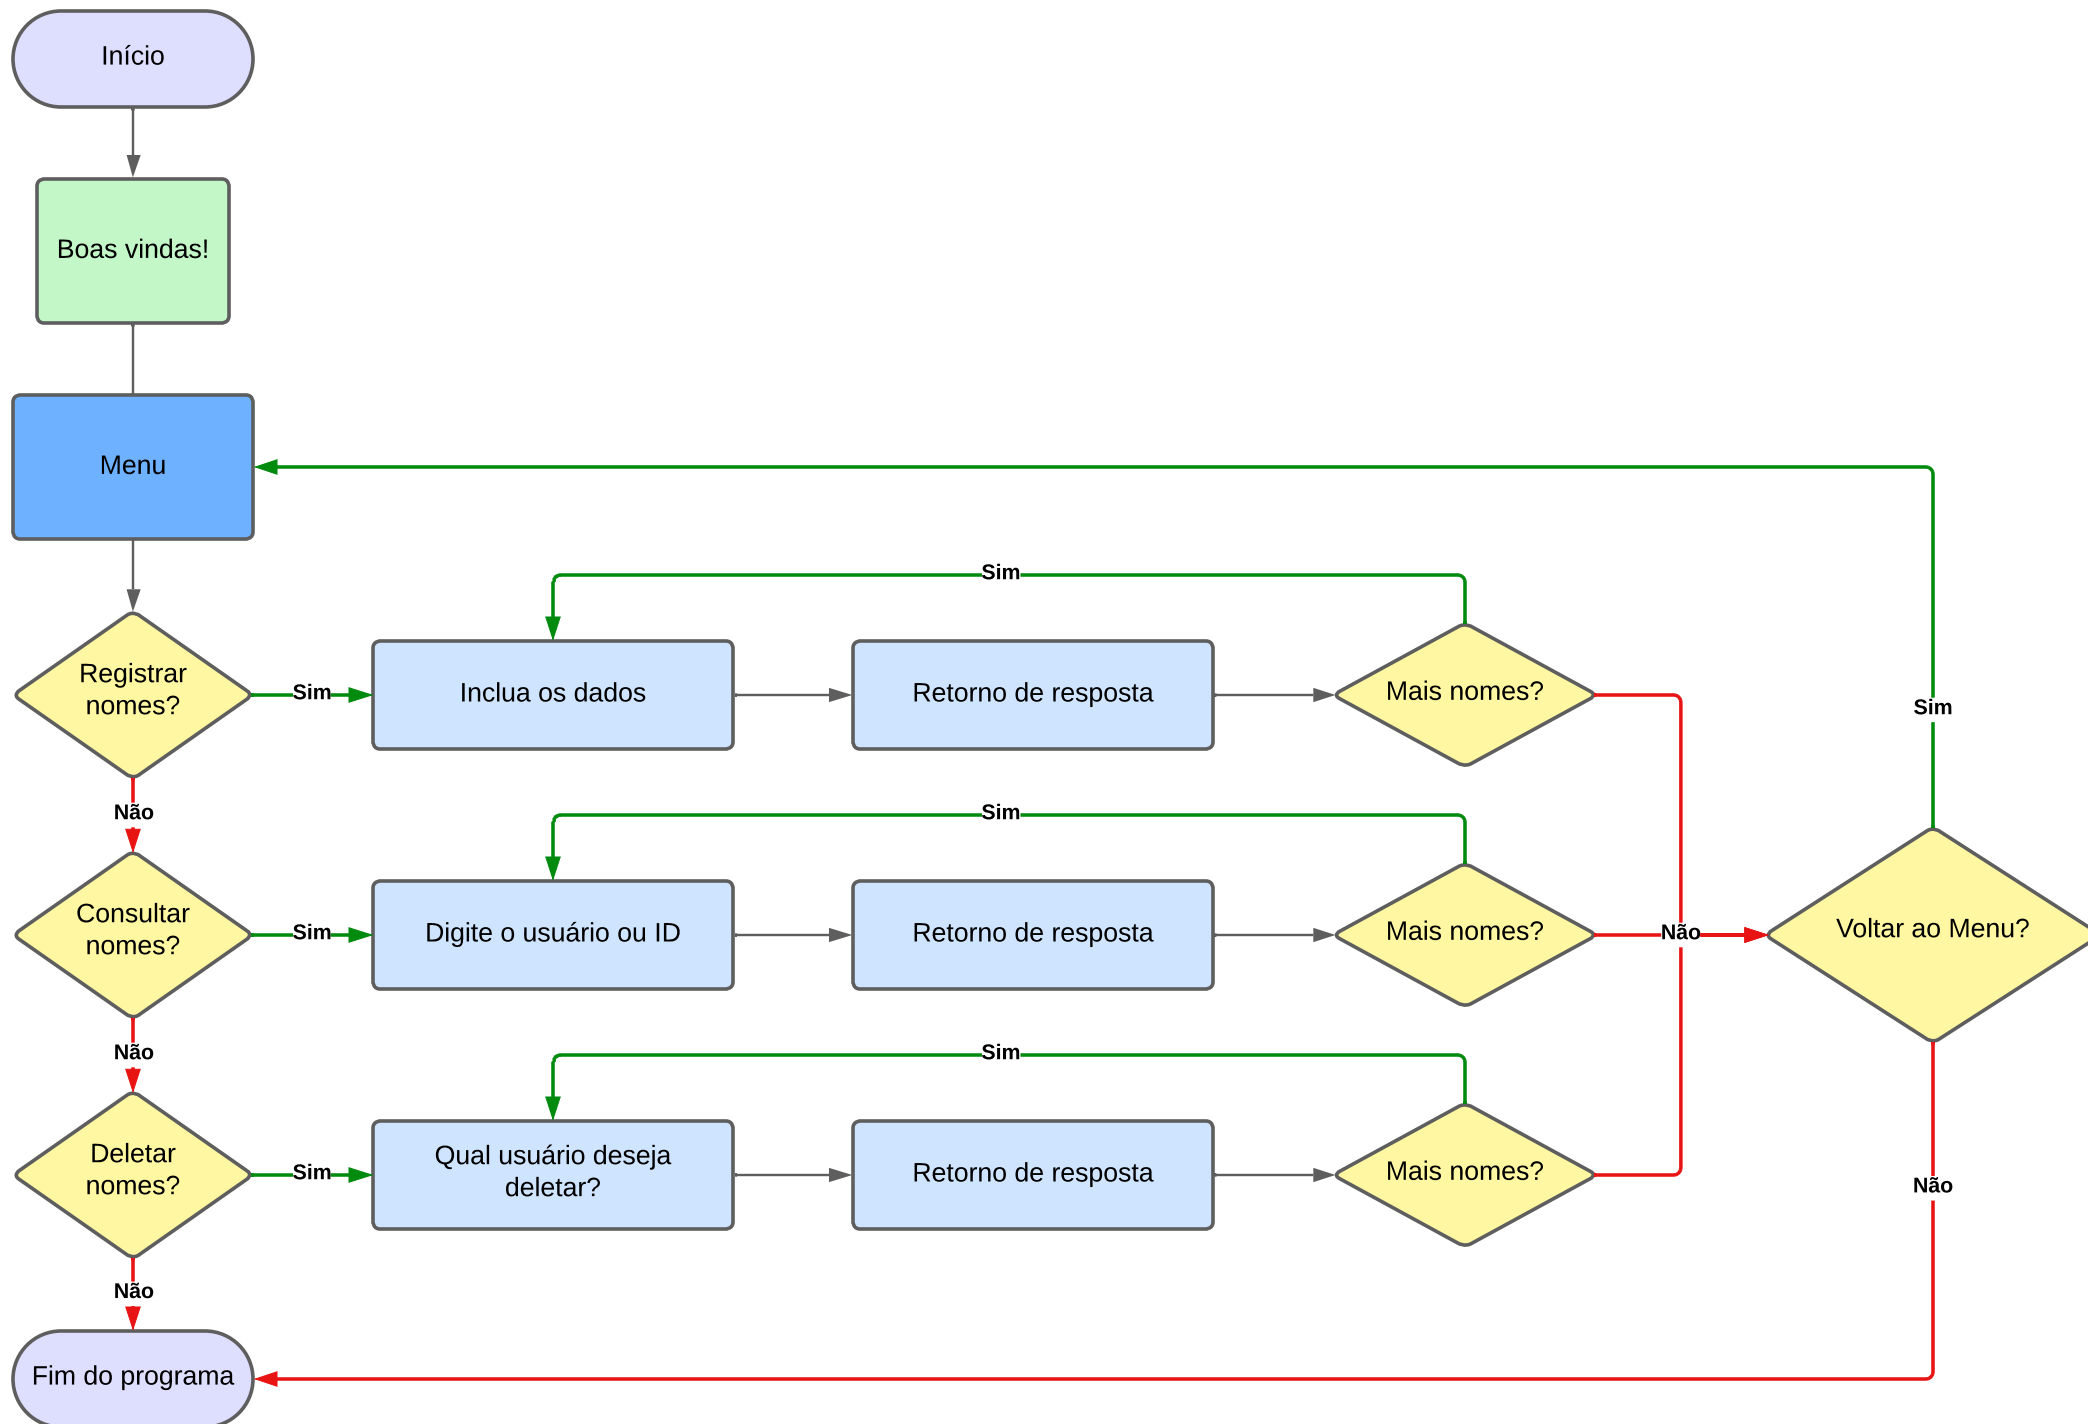 Início
Boas vindas!
Menu
Sim
Registrar
nomes?
Sim
Inclua os dados
Retorno de resposta
Mais nomes?
Sim
Não
Sim
Consultar
nomes?
Sim
Digite o usuário ou ID
Retorno de resposta
Mais nomes?
Não
Voltar ao Menu?
Não
Sim
Deletar
nomes?
Sim
Qual usuário deseja
deletar?
Retorno de resposta
Mais nomes?
Não
Não
Fim do programa